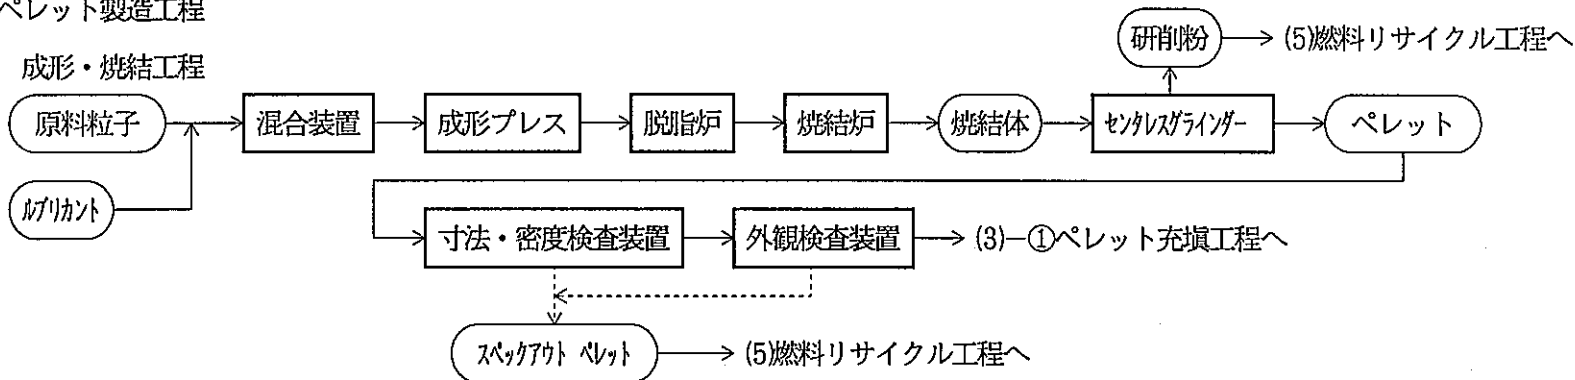 ペレット製造工程
研削粉
(5)燃料リサイクル工程へ
成形・焼結工程
原料粒子
混合装置
成形プレス
脱脂炉
焼結炉
焼結体
センタレスグラインダー
ペレット
ルブリカント
寸法・密度検査装置
外観検査装置
(3)-①ペレット充填工程へ
スペックアウト ペレット
(5)燃料リサイクル工程へ